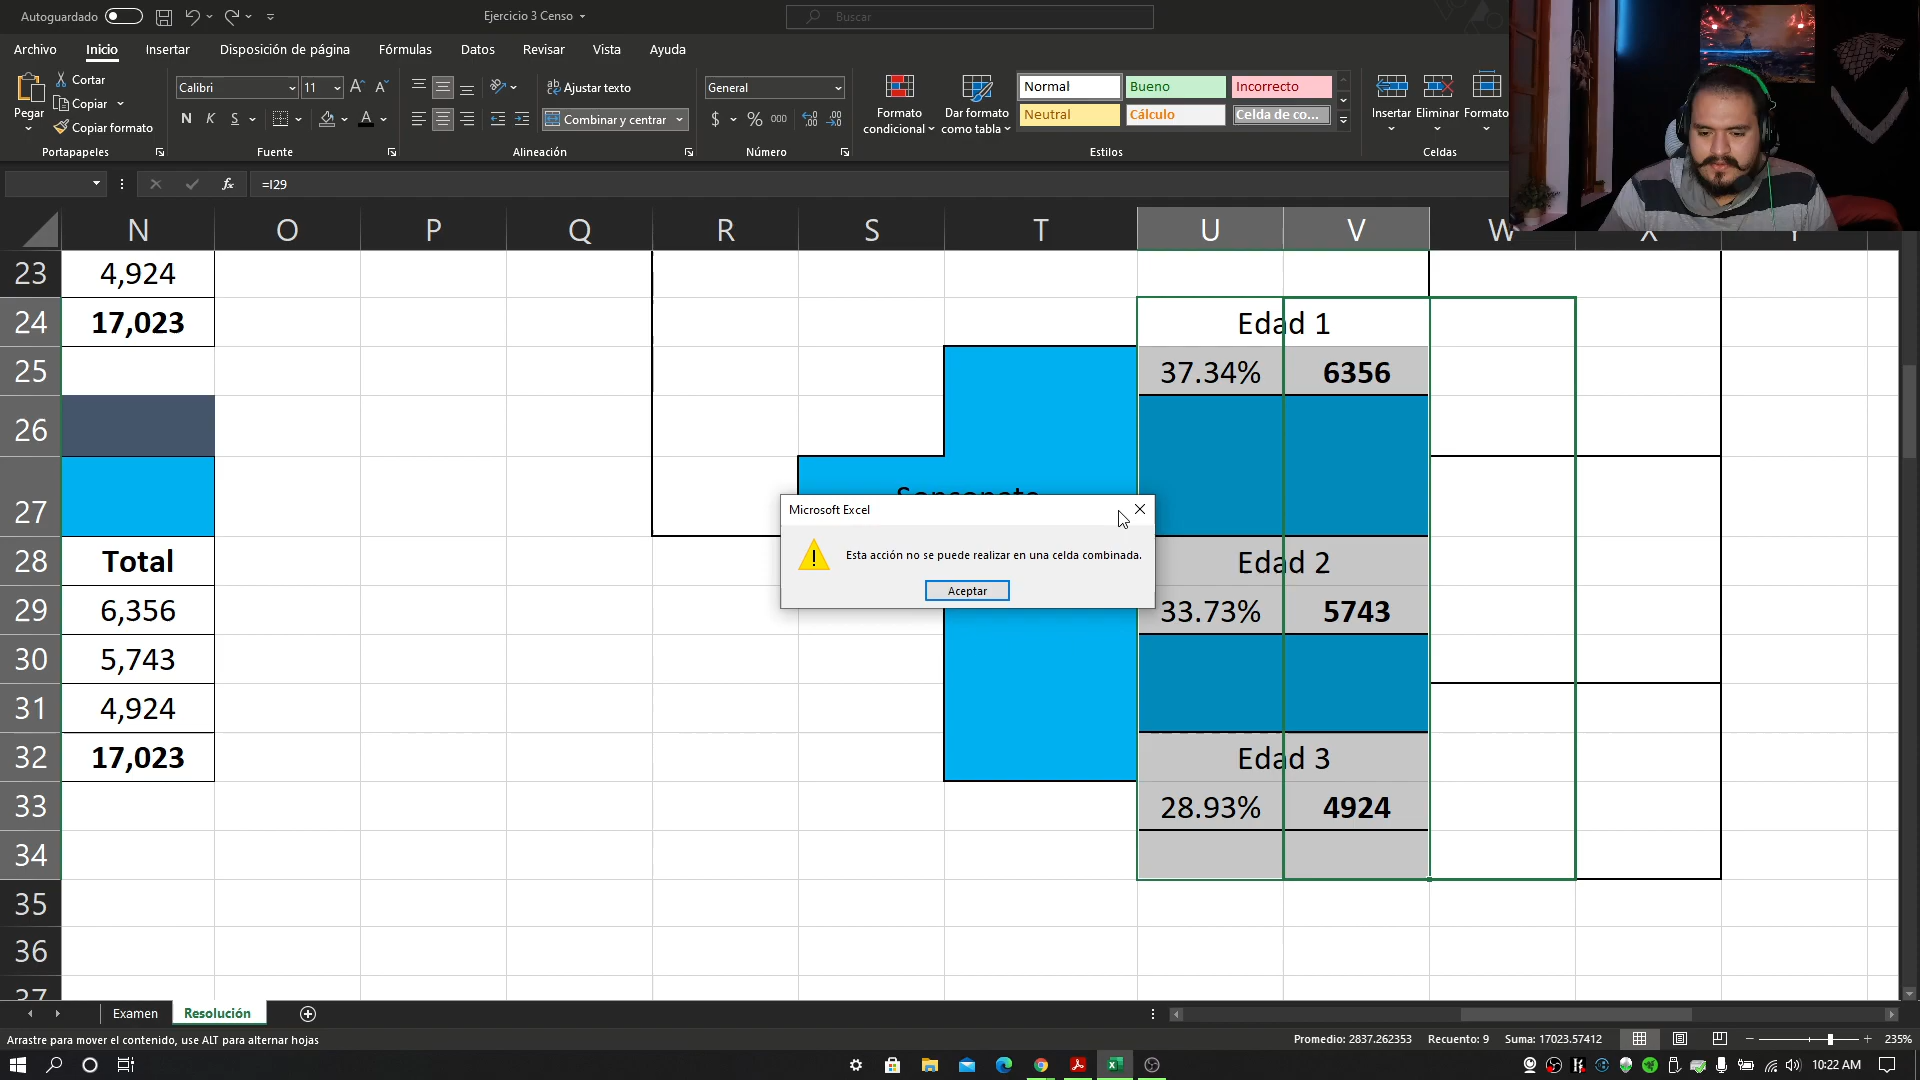 Autoguardado
Ejercicio 3 Censo
Buscar
Archivo Inicio Insertar Disposición de página Fórmulas Datos Revisar Vista Ayuda
Pegar
Cortar
Copiar
Copiar formato
Portapapeles
Calibri 11
N K S
Fuente
Ajustar texto
Combinar y centrar
Alineación
General
$ % 000
Número
Formato condicional
Dar formato como tabla
Normal Bueno Incorrecto
Neutral Cálculo Celda de co...
Estilos
Insertar Eliminar Formato
Celdas
fx =I29
N O P Q R S T U V W X Y
23 4,924
24 17,023 Edad 1
25 37.34% 6356
26
27
28 Total Edad 2
29 6,356 33.73% 5743
30 5,743
31 4,924
32 17,023 Edad 3
33 28.93% 4924
34
35
36
37
Microsoft Excel
Esta acción no se puede realizar en una celda combinada.
Aceptar
Examen Resolución
Arrastre para mover el contenido, use ALT para alternar hojas
Promedio: 2837.262353 Recuento: 9 Suma: 17023.57412 235%
10:22 AM